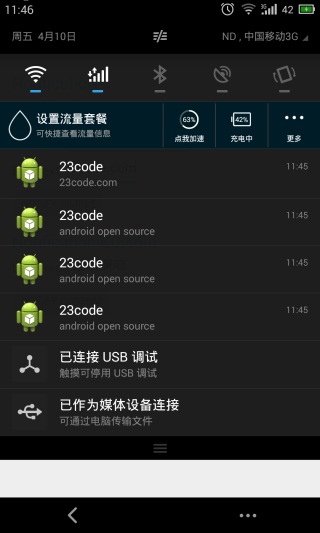 11:46
3G
42
周五 4月10日
ND , 中国移动3G
设置流量套餐
可快捷查看流量信息
63%
点我加速
42%
充电中
更多
23code
11:45
23code.com
23code
11:45
android open source
23code
11:45
android open source
23code
11:45
android open source
已连接 USB 调试
触摸可停用 USB 调试
已作为媒体设备连接
可通过电脑传输文件